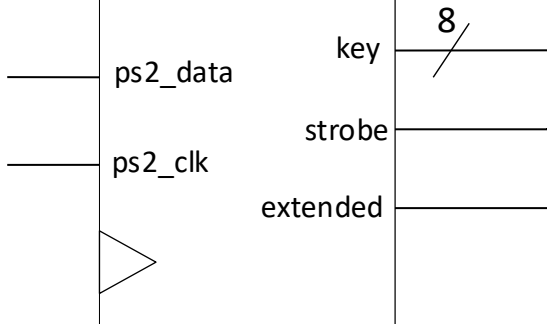 8
key
ps2_data
strobe
ps2_clk
extended